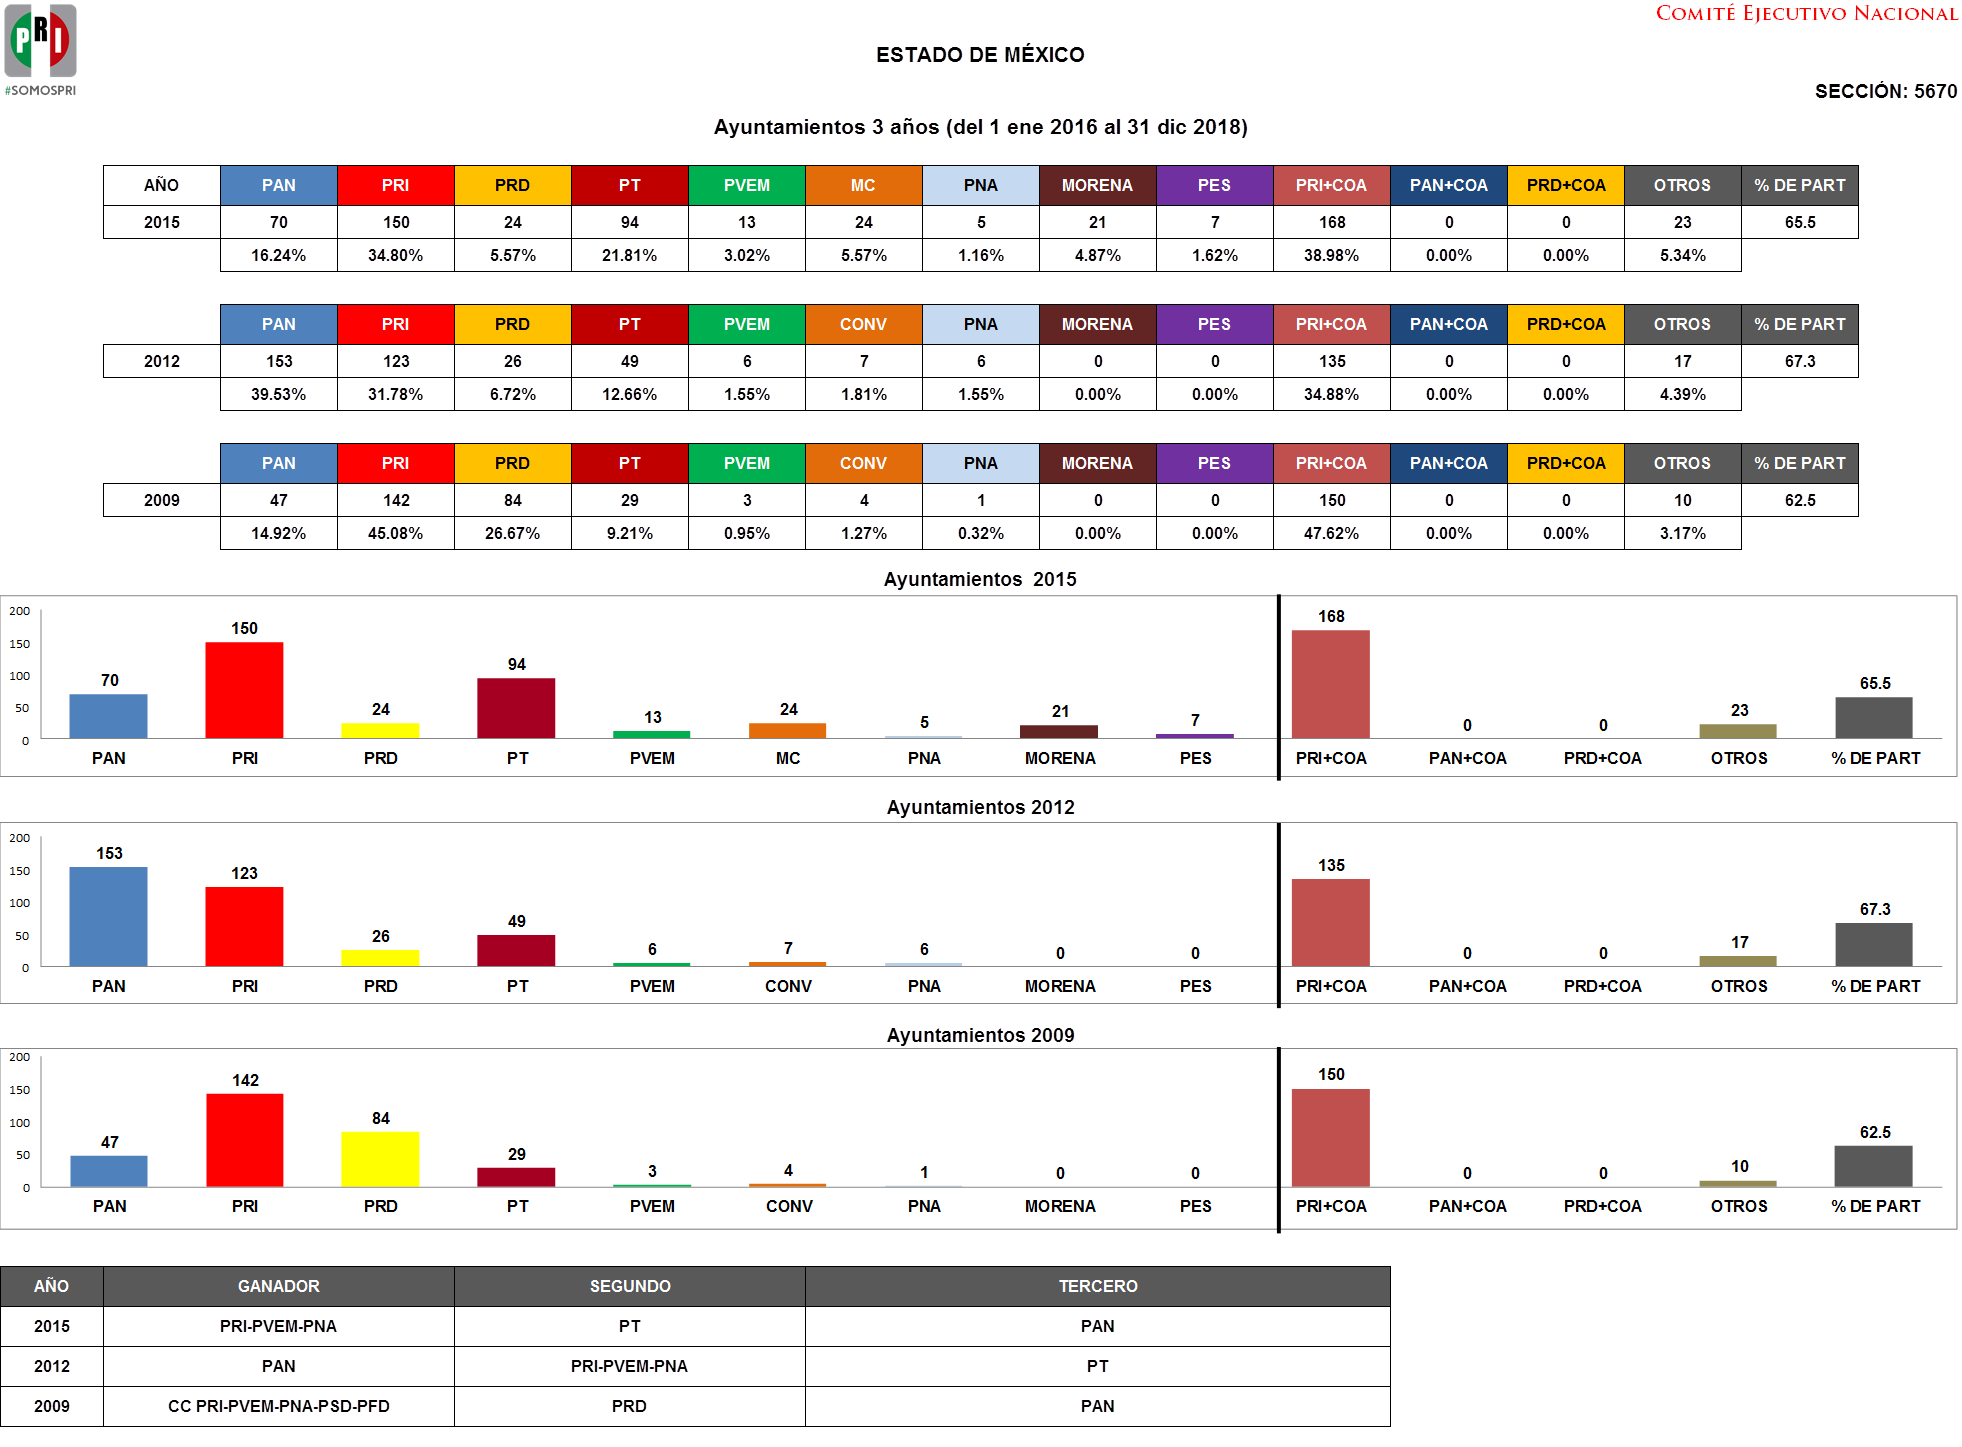 COMITÉ EJECUTIVO NACIONAL
PRI
#SOMOSPRI
ESTADO DE MÉXICO
SECCIÓN: 5670
Ayuntamientos 3 años (del 1 ene 2016 al 31 dic 2018)
AÑO PAN PRI PRD PT PVEM MC PNA MORENA PES PRI+COA PAN+COA PRD+COA OTROS % DE PART
2015 70 150 24 94 13 24 5 21 7 168 0 0 23 65.5
16.24% 34.80% 5.57% 21.81% 3.02% 5.57% 1.16% 4.87% 1.62% 38.98% 0.00% 0.00% 5.34%
PAN PRI PRD PT PVEM CONV PNA MORENA PES PRI+COA PAN+COA PRD+COA OTROS % DE PART
2012 153 123 26 49 6 7 6 0 0 135 0 0 17 67.3
39.53% 31.78% 6.72% 12.66% 1.55% 1.81% 1.55% 0.00% 0.00% 34.88% 0.00% 0.00% 4.39%
PAN PRI PRD PT PVEM CONV PNA MORENA PES PRI+COA PAN+COA PRD+COA OTROS % DE PART
2009 47 142 84 29 3 4 1 0 0 150 0 0 10 62.5
14.92% 45.08% 26.67% 9.21% 0.95% 1.27% 0.32% 0.00% 0.00% 47.62% 0.00% 0.00% 3.17%
Ayuntamientos 2015
200
150
100
50
0
70 150 24 94 13 24 5 21 7 168 0 0 23 65.5
PAN PRI PRD PT PVEM MC PNA MORENA PES PRI+COA PAN+COA PRD+COA OTROS % DE PART
Ayuntamientos 2012
200
150
100
50
0
153 123 26 49 6 7 6 0 0 135 0 0 17 67.3
PAN PRI PRD PT PVEM CONV PNA MORENA PES PRI+COA PAN+COA PRD+COA OTROS % DE PART
Ayuntamientos 2009
200
150
100
50
0
47 142 84 29 3 4 1 0 0 150 0 0 10 62.5
PAN PRI PRD PT PVEM CONV PNA MORENA PES PRI+COA PAN+COA PRD+COA OTROS % DE PART
AÑO GANADOR SEGUNDO TERCERO
2015 PRI-PVEM-PNA PT PAN
2012 PAN PRI-PVEM-PNA PT
2009 CC PRI-PVEM-PNA-PSD-PFD PRD PAN